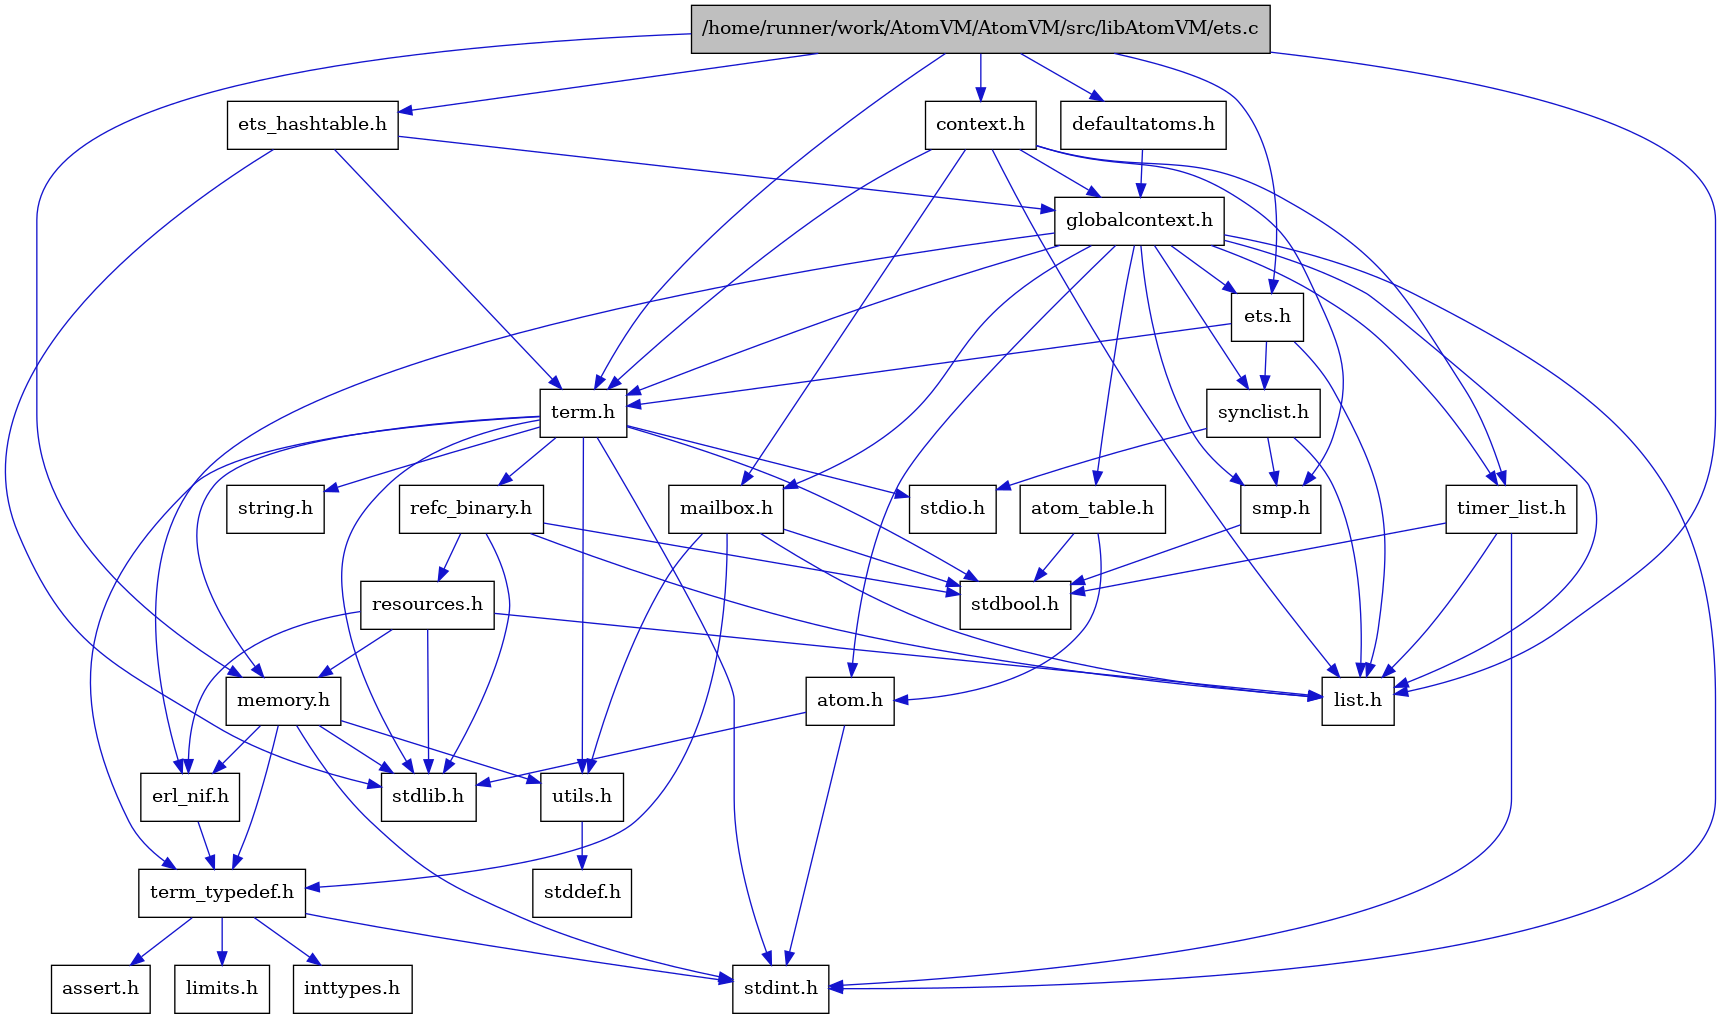 /home/runner/work/AtomVM/AtomVM/src/libAtomVM/ets.c
ets_hashtable.h
context.h
defaultatoms.h
globalcontext.h
ets.h
term.h
synclist.h
string.h
refc_binary.h
mailbox.h
stdio.h
atom_table.h
smp.h
timer_list.h
resources.h
stdbool.h
memory.h
atom.h
list.h
erl_nif.h
stdlib.h
utils.h
term_typedef.h
stddef.h
assert.h
limits.h
inttypes.h
stdint.h